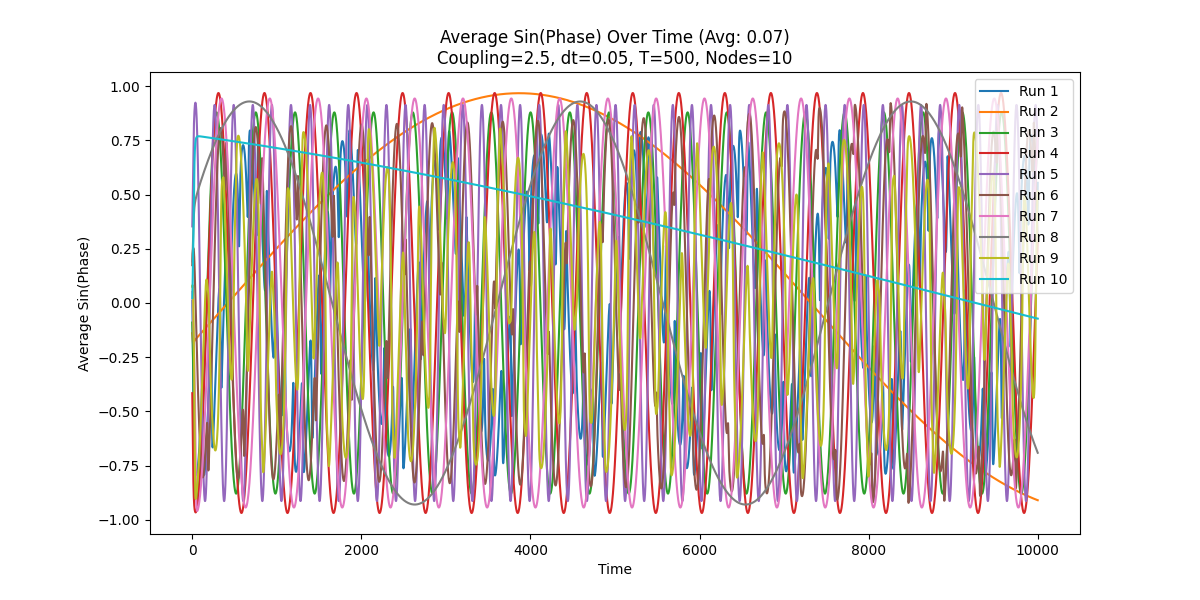 Average Sin(Phase) Over Time (Avg: 0.07)
Coupling=2.5, dt=0.05, T=500, Nodes=10
1.00
0.75
0.50
0.25
0.00
−0.25
−0.50
−0.75
−1.00
Average Sin(Phase)
Run 1
Run 2
Run 3
Run 4
Run 5
Run 6
Run 7
Run 8
Run 9
Run 10
0 2000 4000 6000 8000 10000
Time